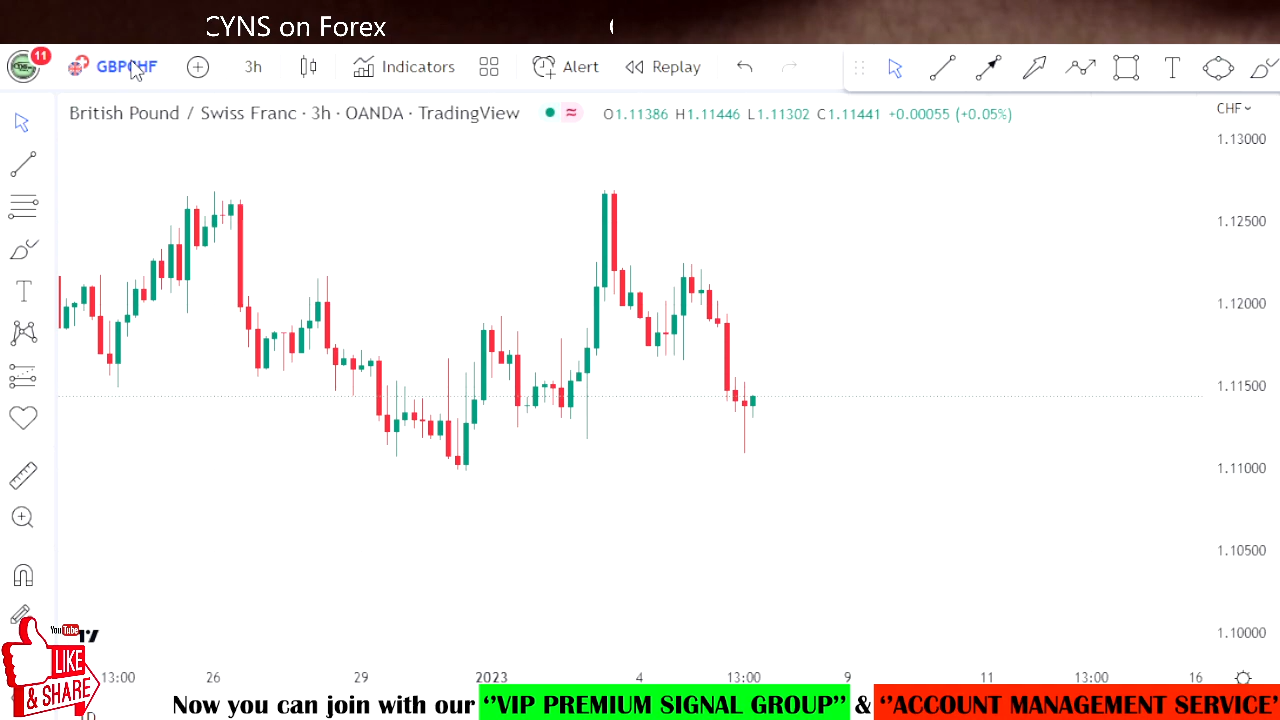 CYNS on Forex
11
GBPCHF
3h
Indicators
Alert
Replay
British Pound / Swiss Franc · 3h · OANDA · TradingView
O1.11386 H1.11446 L1.11302 C1.11441 +0.00055 (+0.05%)
CHF
1.13000
1.12500
1.12000
1.11500
1.11000
1.10500
1.10000
YouTube
LIKE
& SHARE
13:00 26 29 2023 4 13:00 9 11 13:00 16
Now you can join with our ‘’VIP PREMIUM SIGNAL GROUP’’ & ‘’ACCOUNT MANAGEMENT SERVICE’